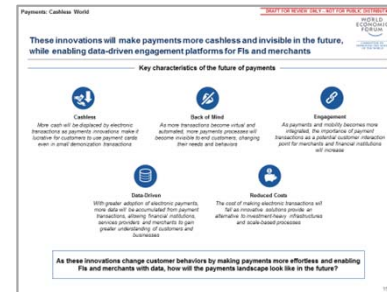 Payments: Cashless World
DRAFT FOR REVIEW ONLY - NOT FOR PUBLIC DISTRIBUTION
WORLD
ECONOMIC
FORUM
These innovations will make payments more cashless and invisible in the future,
while enabling data-driven engagement platforms for FIs and merchants
Key characteristics of the future of payments
Cashless
More cash will be displaced by electronic
transactions as payments innovations make it
lucrative for customers to use payment cards
even in small demonization transactions
Back of Mind
As more transactions become virtual and
automated, more payments processes will
become invisible to end customers, changing
their needs and behaviors
Engagement
As payments and mobility becomes more
integrated, the importance of payment
transactions as a potential customer interaction
point for merchants and financial institutions
will increase
Data-Driven
With greater adoption of electronic payments,
more data will be accumulated from payment
transactions, allowing financial institutions,
services providers and merchants to gain
greater understanding of customers and
businesses
Reduced Costs
The cost of making electronic transactions will
fall as innovative solutions provide an
alternative to investment-heavy infrastructures
and scale-based processes
As these innovations change customer behaviors by making payments more effortless and enabling
FIs and merchants with data, how will the payments landscape look like in the future?